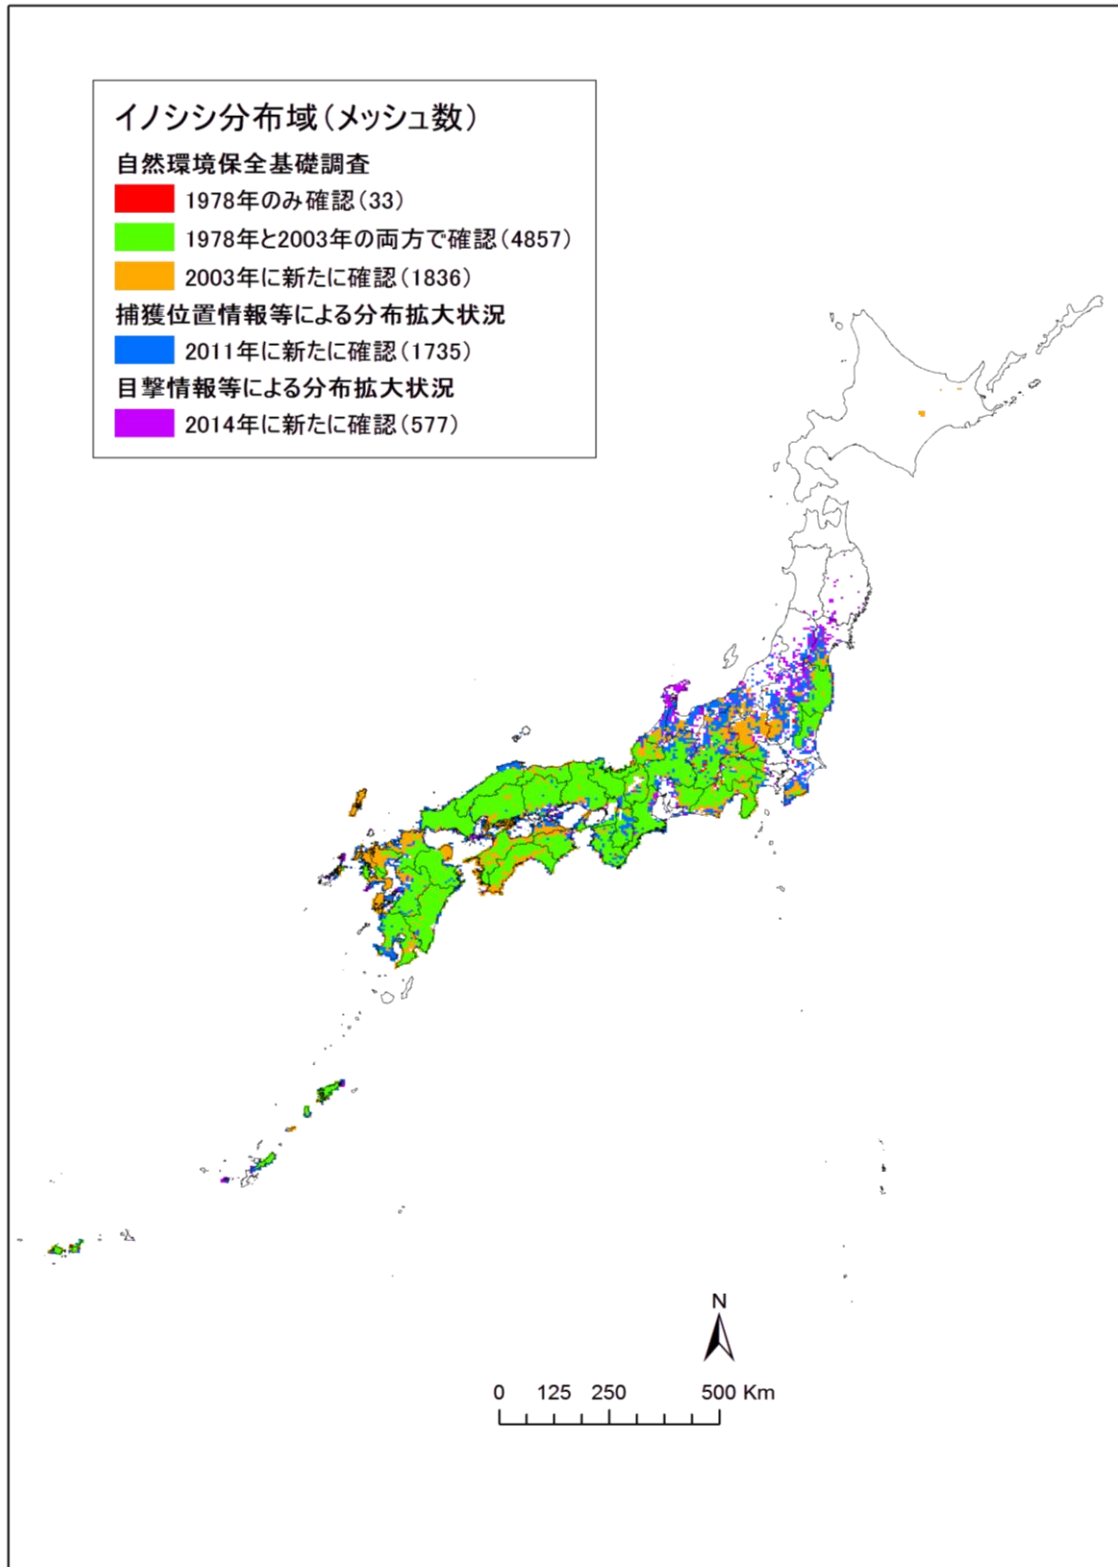 イノシシ分布域(メッシュ数)
自然環境保全基礎調査
1978年のみ確認(33)
1978年と2003年の両方で確認(4857)
2003年に新たに確認(1836)
捕獲位置情報等による分布拡大状況
2011年に新たに確認(1735)
目撃情報等による分布拡大状況
2014年に新たに確認(577)
N
0 125 250 500 Km